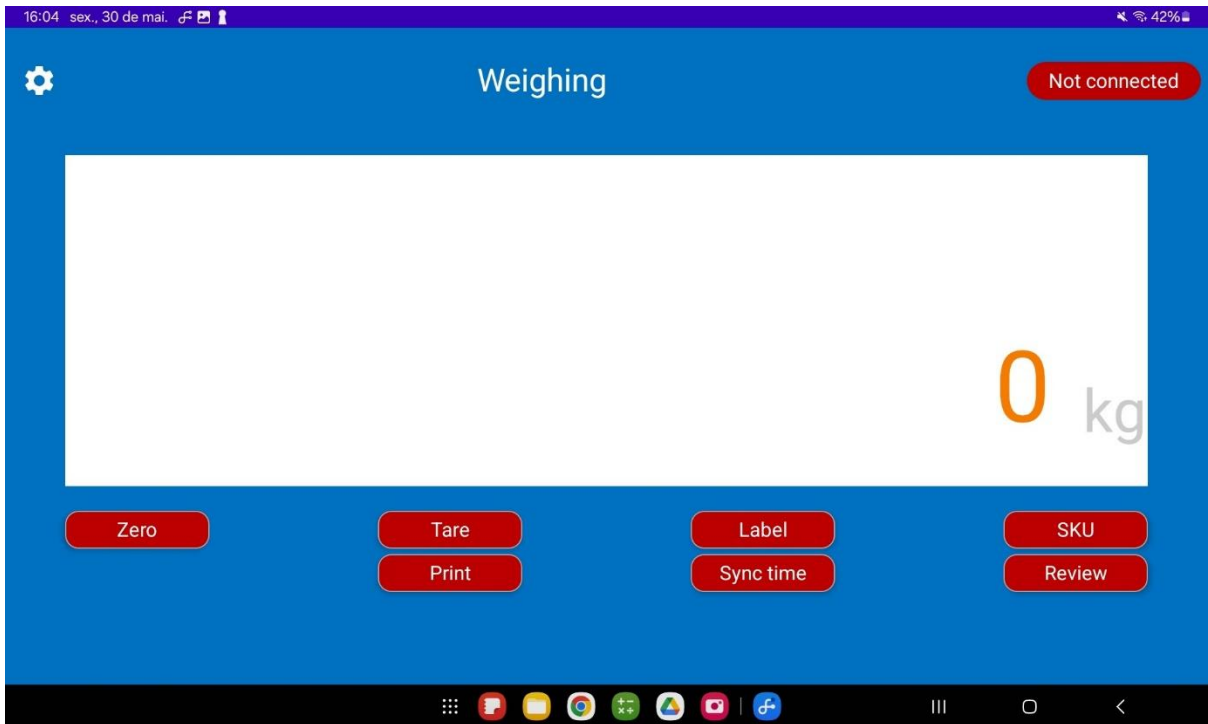 16:04 sex., 30 de mai. 42%
Weighing Not connected
0 kg
Zero Tare Label SKU
Print Sync time Review